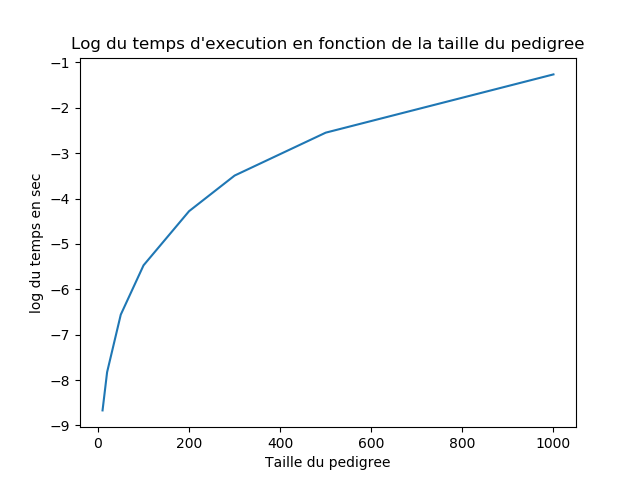 Log du temps d'execution en fonction de la taille du pedigree
−1
−2
−3
−4
−5
−6
−7
−8
−9
log du temps en sec
0 200 400 600 800 1000
Taille du pedigree